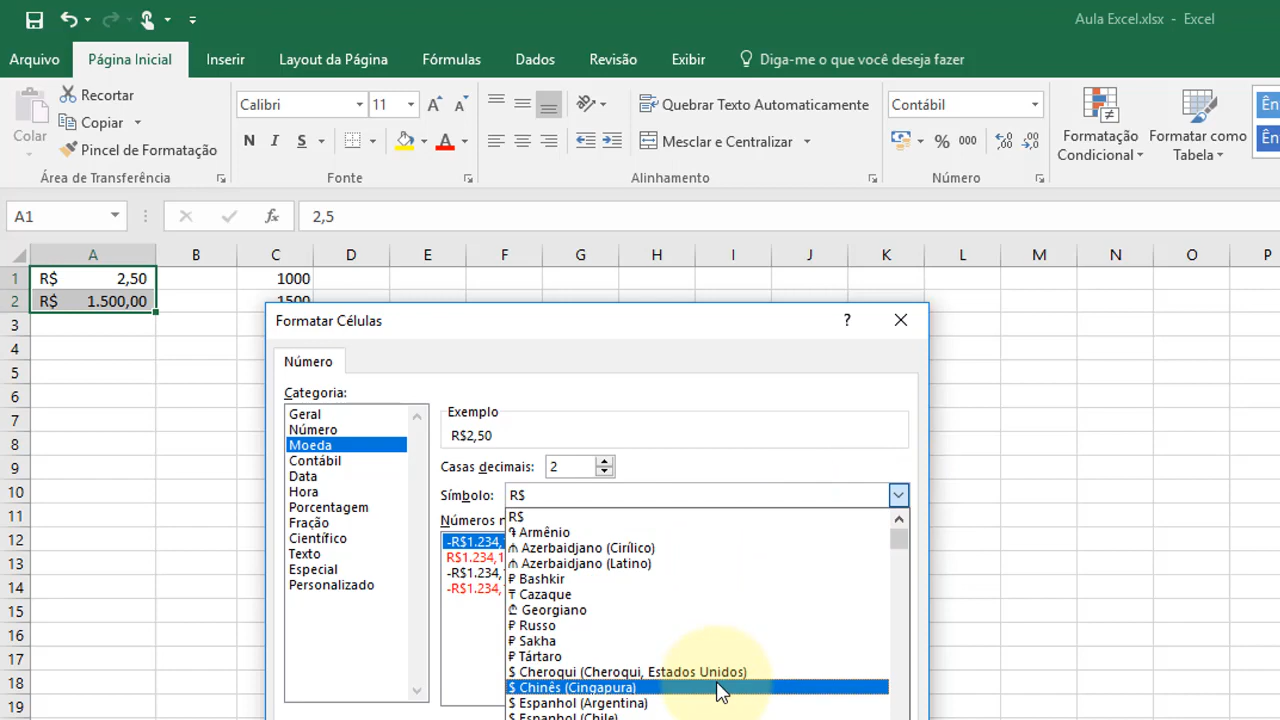 Aula Excel.xlsx - Excel
Arquivo Página Inicial Inserir Layout da Página Fórmulas Dados Revisão Exibir Diga-me o que você deseja fazer
Colar
Recortar
Copiar
Pincel de Formatação
Área de Transferência
Calibri 11
N I S
Fonte
Quebrar Texto Automaticamente
Mesclar e Centralizar
Alinhamento
Contábil
% 000
Número
Formatação Condicional
Formatar como Tabela
Ên
Ên
A1 fx 2,5
A B C D E F G H I J K L M N O P
1 R$ 2,50 1000
2 R$ 1.500,00 1500
3
4
5
6
7
8
9
10
11
12
13
14
15
16
17
18
19
Formatar Células ?
Número
Categoria:
Geral
Número
Moeda
Contábil
Data
Hora
Porcentagem
Fração
Científico
Texto
Especial
Personalizado
Exemplo
R$2,50
Casas decimais: 2
Símbolo: R$
Números n
-R$1.234,
R$1.234,1
-R$1.234,
-R$1.234,
R$
֏ Armênio
₼ Azerbaidjano (Cirílico)
₼ Azerbaidjano (Latino)
₽ Bashkir
₸ Cazaque
₾ Georgiano
₽ Russo
₽ Sakha
₽ Tártaro
$ Cheroqui (Cheroqui, Estados Unidos)
$ Chinês (Cingapura)
$ Espanhol (Argentina)
$ Espanhol (Chile)